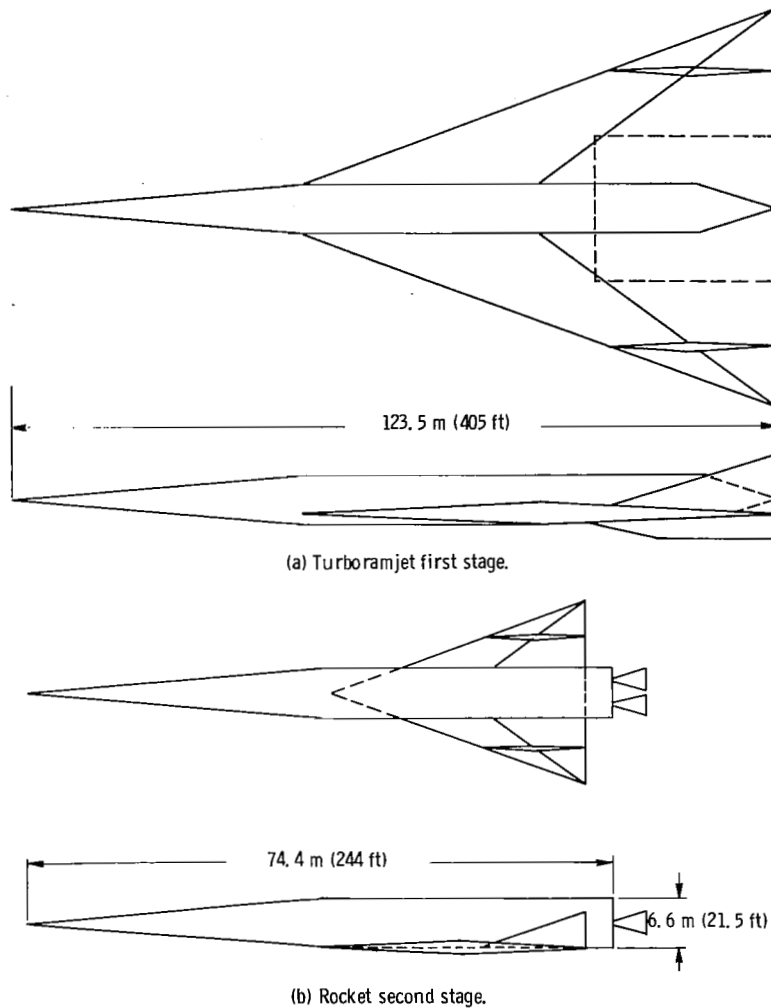 123.5 m (405 ft)
(a) Turboramjet first stage.
74.4 m (244 ft)
6.6 m (21.5 ft)
(b) Rocket second stage.